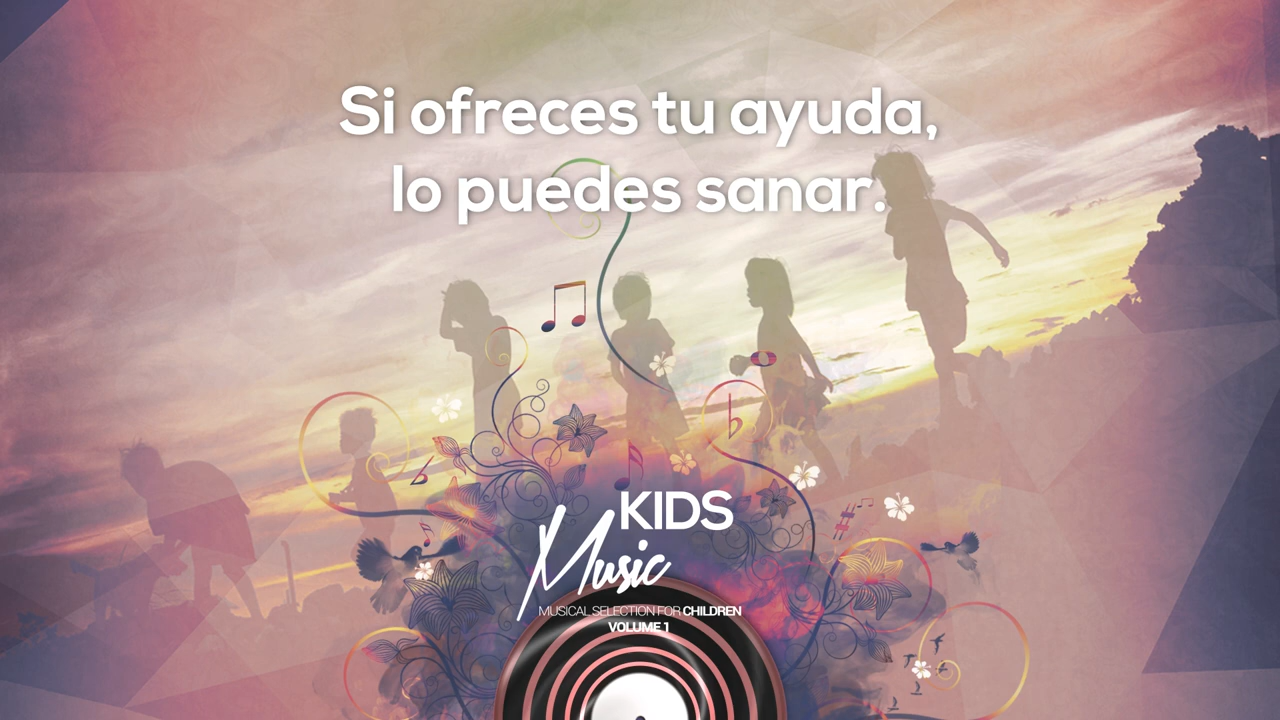 Si ofreces tu ayuda,
lo puedes sanar.
KIDS
Music
MUSICAL SELECTION FOR CHILDREN
VOLUME 1